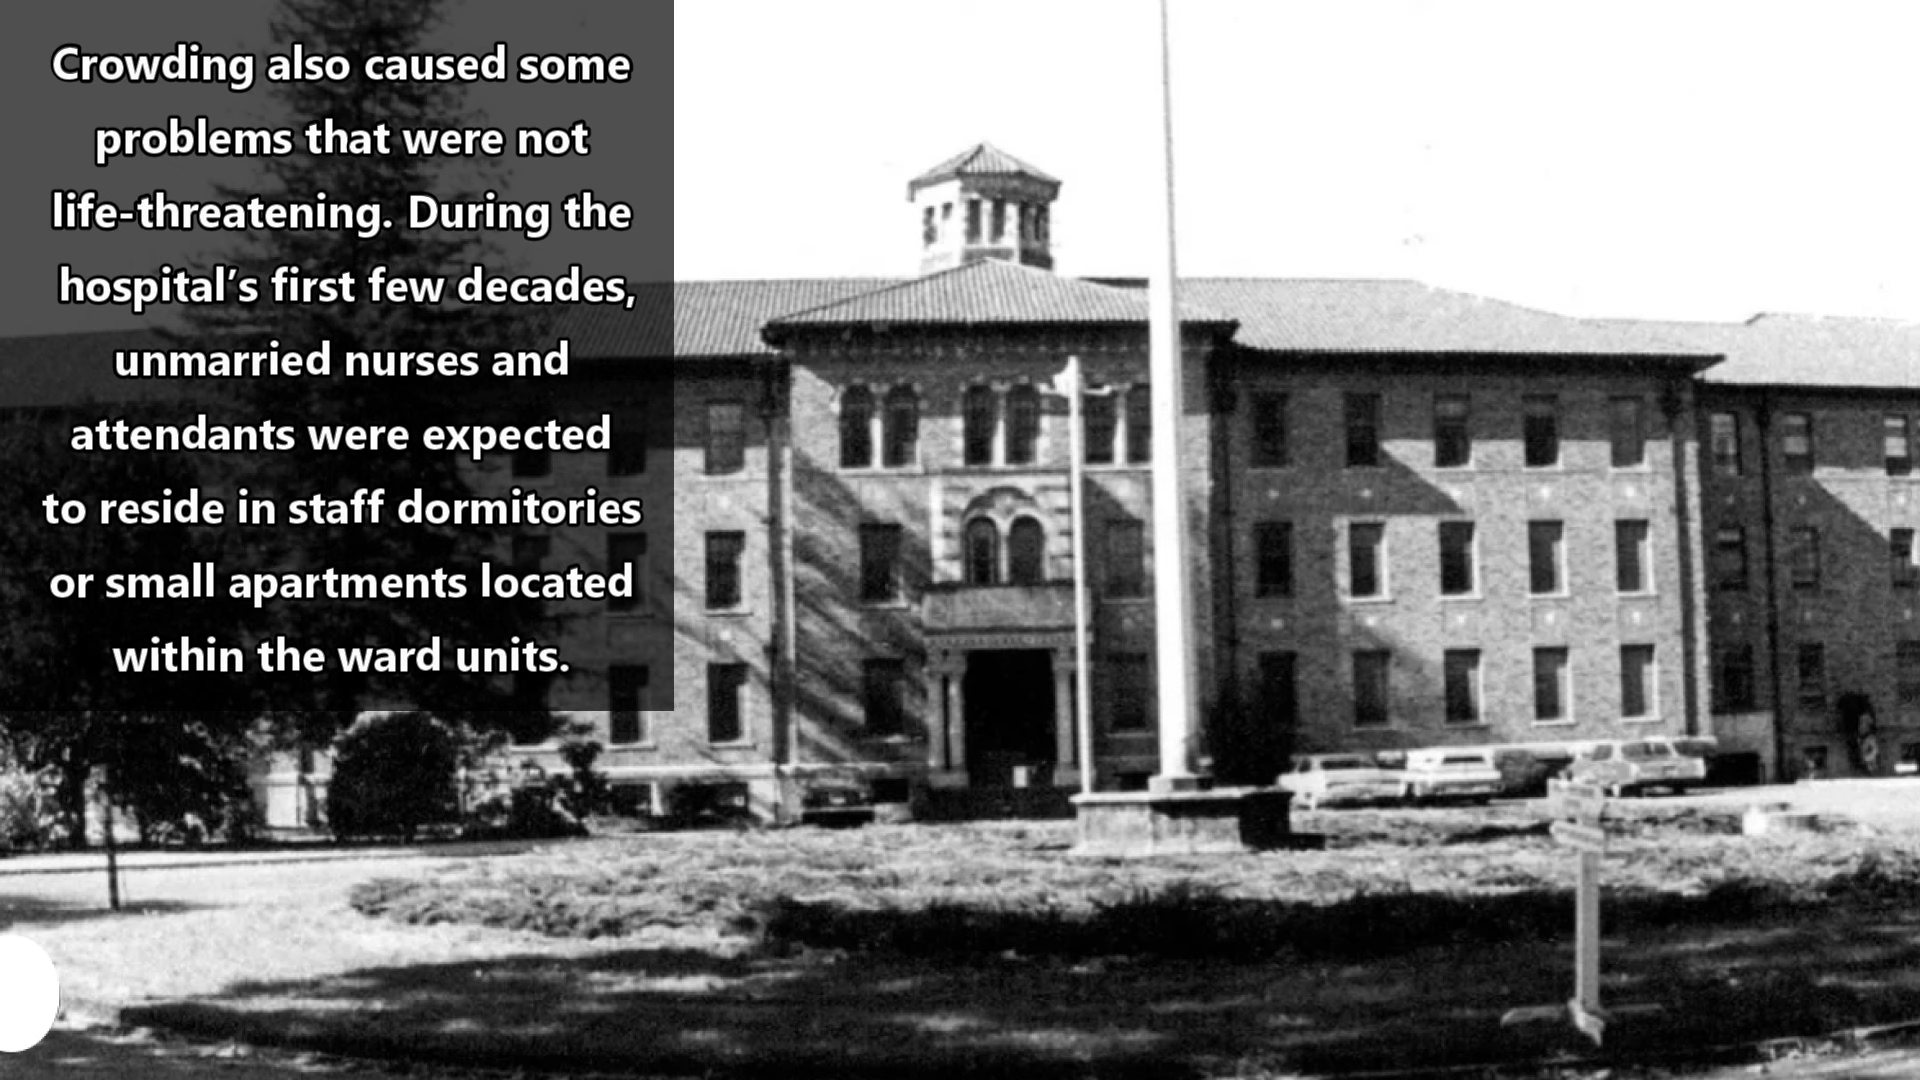 Crowding also caused some
problems that were not
life-threatening. During the
hospital’s first few decades,
unmarried nurses and
attendants were expected
to reside in staff dormitories
or small apartments located
within the ward units.